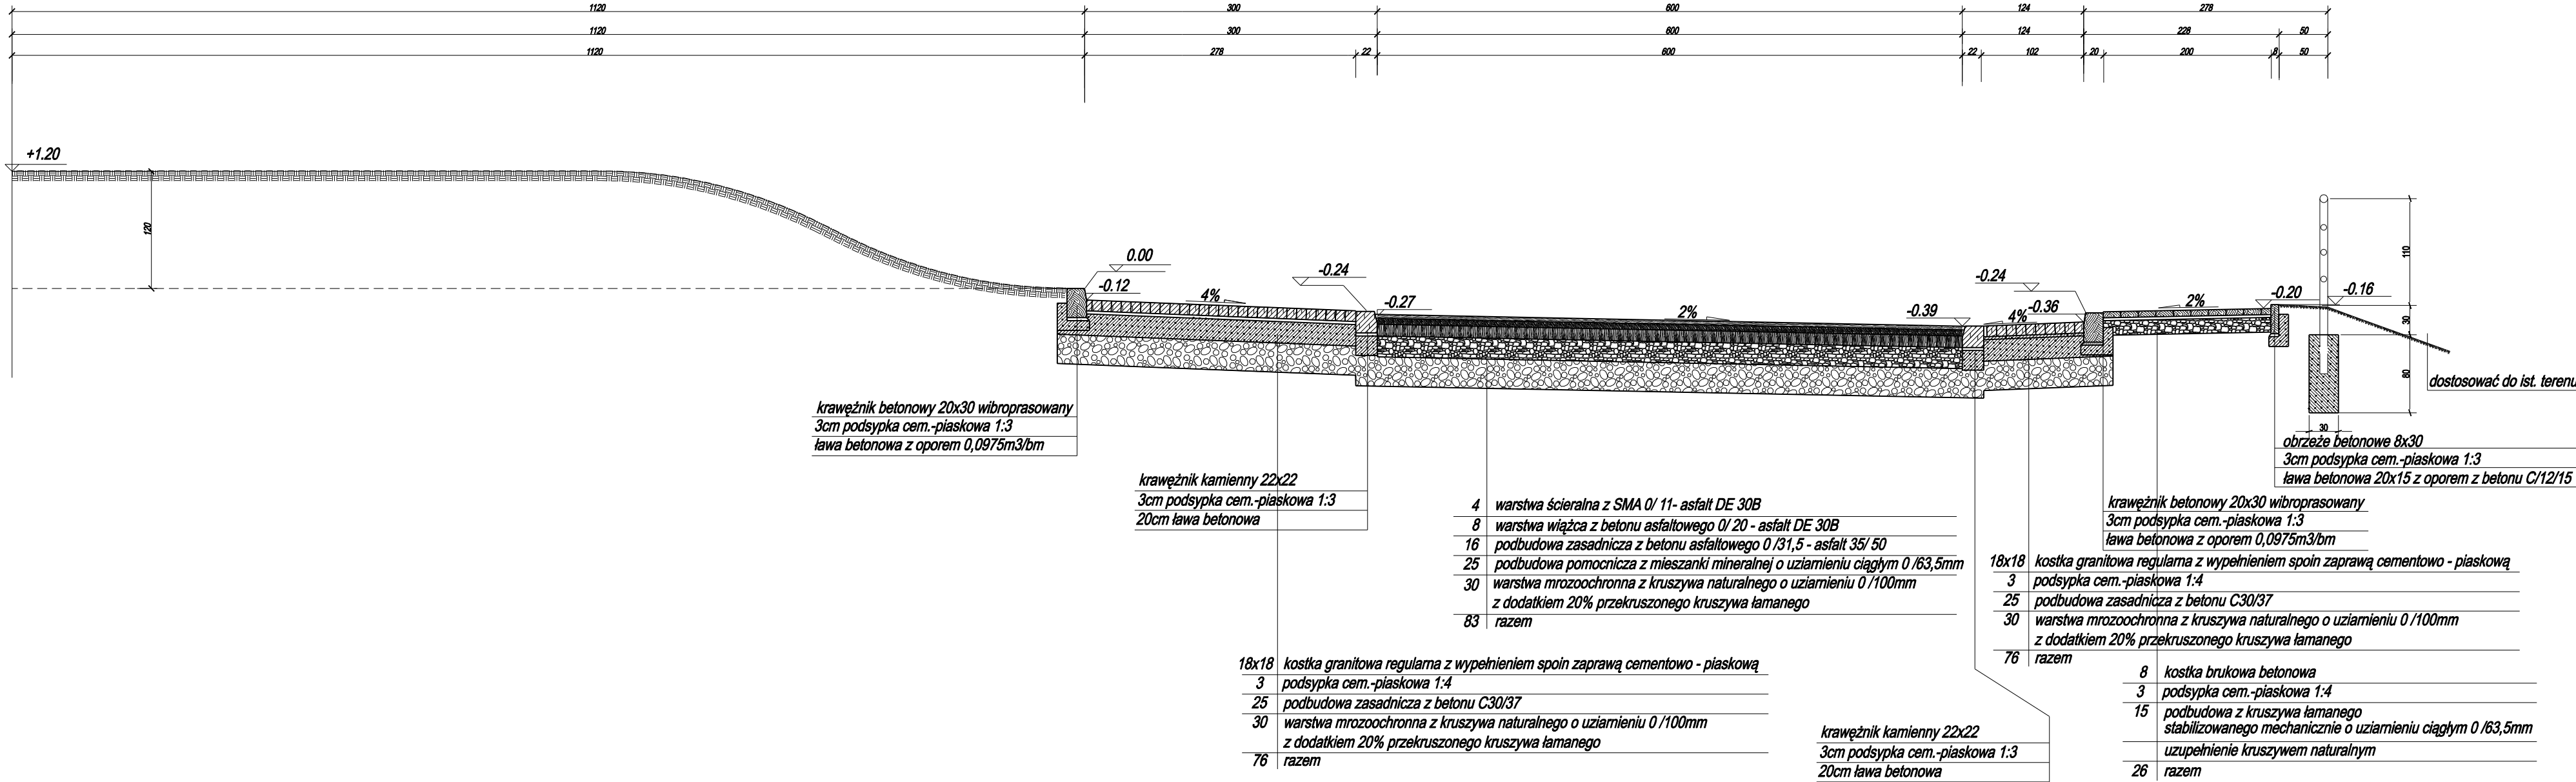 1120 300 600 124 278
1120 300 600 124 228 50
1120 278 22 600 22 102 20 200 8 50
+1.20
120
0.00
-0.12
4%
-0.24
-0.27
2%
-0.39
-0.24
-0.36
4%
2%
-0.20
-0.16
110
30
80
30
dostosować do ist. terenu
krawężnik betonowy 20x30 wibroprasowany
3cm podsypka cem.-piaskowa 1:3
ława betonowa z oporem 0,0975m3/bm
krawężnik kamienny 22x22
3cm podsypka cem.-piaskowa 1:3
20cm ława betonowa
4 warstwa ścieralna z SMA 0/ 11- asfalt DE 30B
8 warstwa wiążca z betonu asfaltowego 0/ 20 - asfalt DE 30B
16 podbudowa zasadnicza z betonu asfaltowego 0 /31,5 - asfalt 35/ 50
25 podbudowa pomocnicza z mieszanki mineralnej o uziarnieniu ciągłym 0 /63,5mm
30 warstwa mrozoochronna z kruszywa naturalnego o uziarnieniu 0 /100mm
z dodatkiem 20% przekruszonego kruszywa łamanego
83 razem
18x18 kostka granitowa regularna z wypełnieniem spoin zaprawą cementowo - piaskową
3 podsypka cem.-piaskowa 1:4
25 podbudowa zasadnicza z betonu C30/37
30 warstwa mrozoochronna z kruszywa naturalnego o uziarnieniu 0 /100mm
z dodatkiem 20% przekruszonego kruszywa łamanego
76 razem
obrzeże betonowe 8x30
3cm podsypka cem.-piaskowa 1:3
ława betonowa 20x15 z oporem z betonu C/12/15
krawężnik betonowy 20x30 wibroprasowany
3cm podsypka cem.-piaskowa 1:3
ława betonowa z oporem 0,0975m3/bm
18x18 kostka granitowa regularna z wypełnieniem spoin zaprawą cementowo - piaskową
3 podsypka cem.-piaskowa 1:4
25 podbudowa zasadnicza z betonu C30/37
30 warstwa mrozoochronna z kruszywa naturalnego o uziarnieniu 0 /100mm
z dodatkiem 20% przekruszonego kruszywa łamanego
76 razem
krawężnik kamienny 22x22
3cm podsypka cem.-piaskowa 1:3
20cm ława betonowa
8 kostka brukowa betonowa
3 podsypka cem.-piaskowa 1:4
15 podbudowa z kruszywa łamanego
stabilizowanego mechanicznie o uziarnieniu ciągłym 0 /63,5mm
uzupełnienie kruszywem naturalnym
26 razem